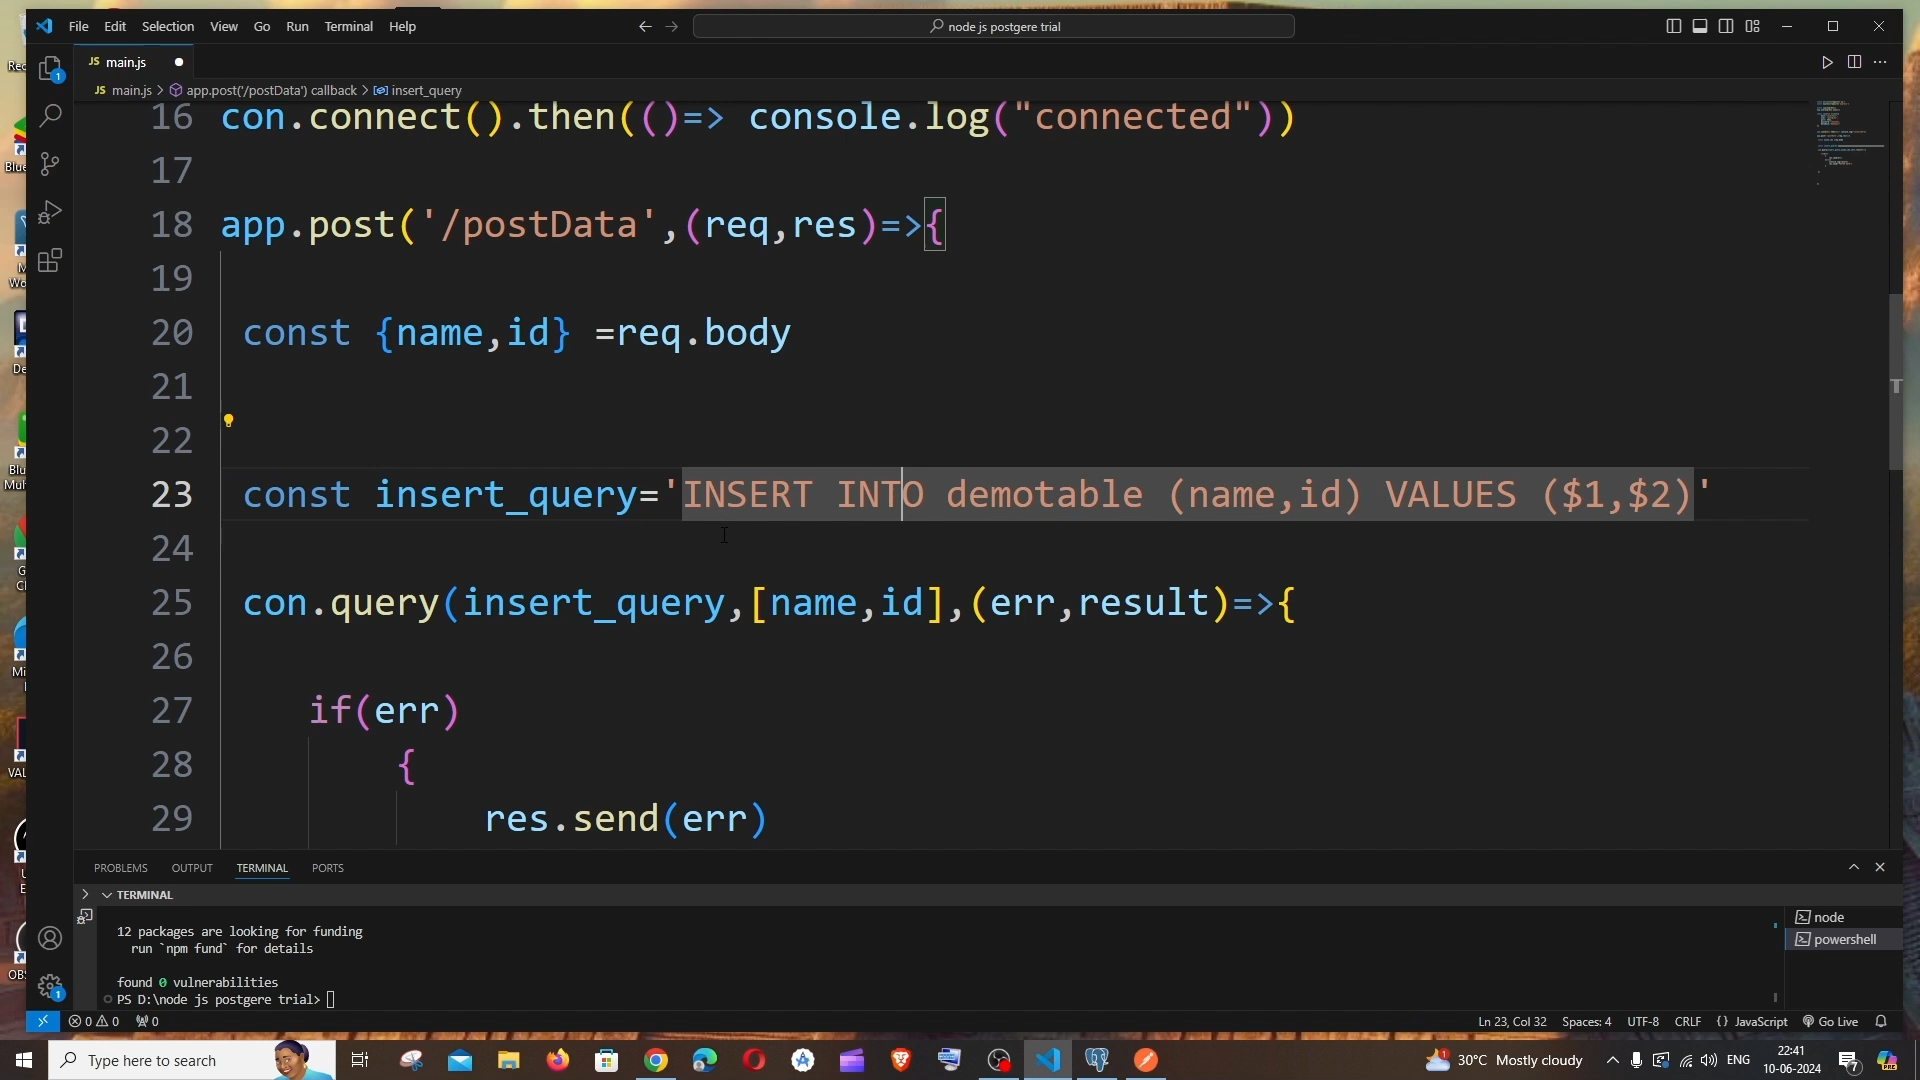 File Edit Selection View Go Run Terminal Help
node js postgere trial
JS main.js
JS main.js > app.post('/postData') callback > insert_query
16 con.connect().then(()=> console.log("connected"))
17
18 app.post('/postData',(req,res)=>{
19
20 const {name,id} =req.body
21
22
23 const insert_query='INSERT INTO demotable (name,id) VALUES ($1,$2)'
24
25 con.query(insert_query,[name,id],(err,result)=>{
26
27 if(err)
28 {
29 res.send(err)
PROBLEMS OUTPUT TERMINAL PORTS
TERMINAL
12 packages are looking for funding
run `npm fund` for details
found 0 vulnerabilities
PS D:\node js postgere trial>
node
powershell
0 0 0
Ln 23, Col 32 Spaces: 4 UTF-8 CRLF {} JavaScript Go Live
Type here to search
30°C Mostly cloudy ENG
22:41
10-06-2024